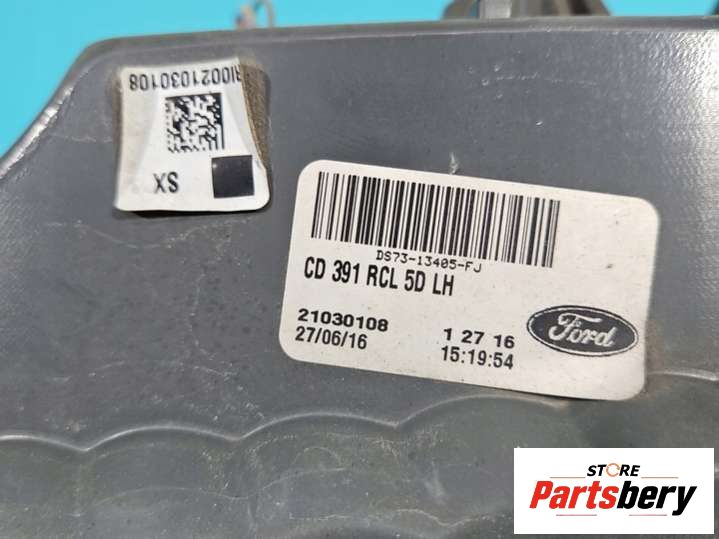 RI00210300108
SX
DS73-13405-FJ
CD 391 RCL 5D LH
21030108
1 27 16
27/06/16
15:19:54
Ford
STORE
Partsbery